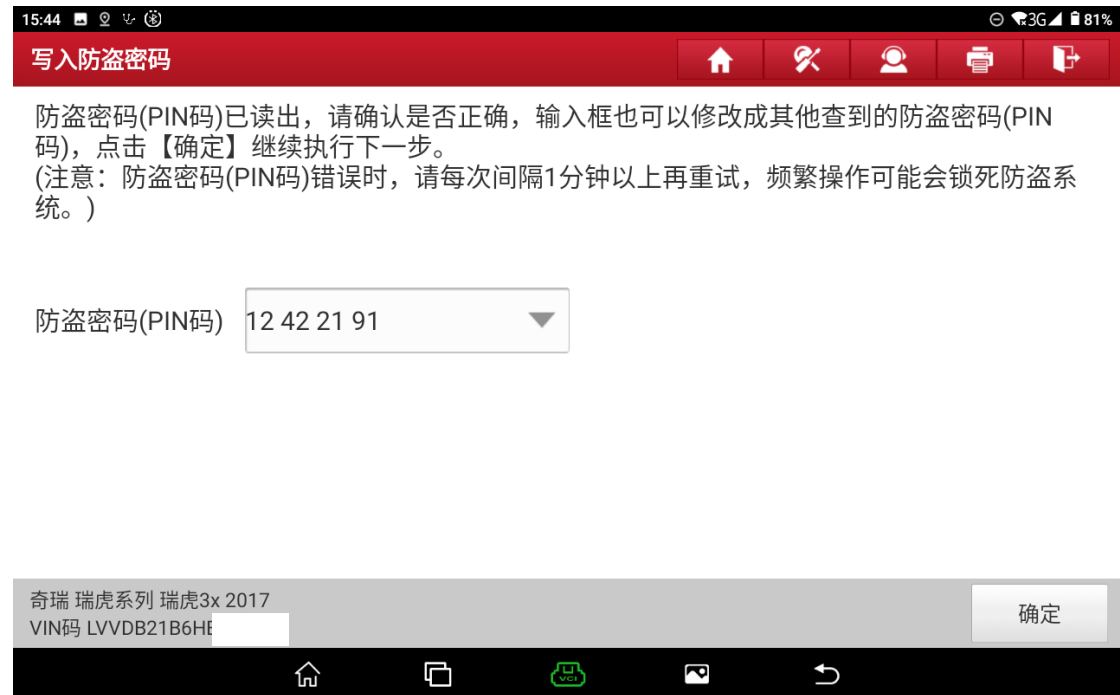 15:44
3G
81%
写入防盗密码
防盗密码(PIN码)已读出，请确认是否正确，输入框也可以修改成其他查到的防盗密码(PIN
码)，点击【确定】继续执行下一步。
(注意：防盗密码(PIN码)错误时，请每次间隔1分钟以上再重试，频繁操作可能会锁死防盗系
统。)
防盗密码(PIN码)
12 42 21 91
奇瑞 瑞虎系列 瑞虎3x 2017
VIN码 LVVDB21B6H
确定
VCI